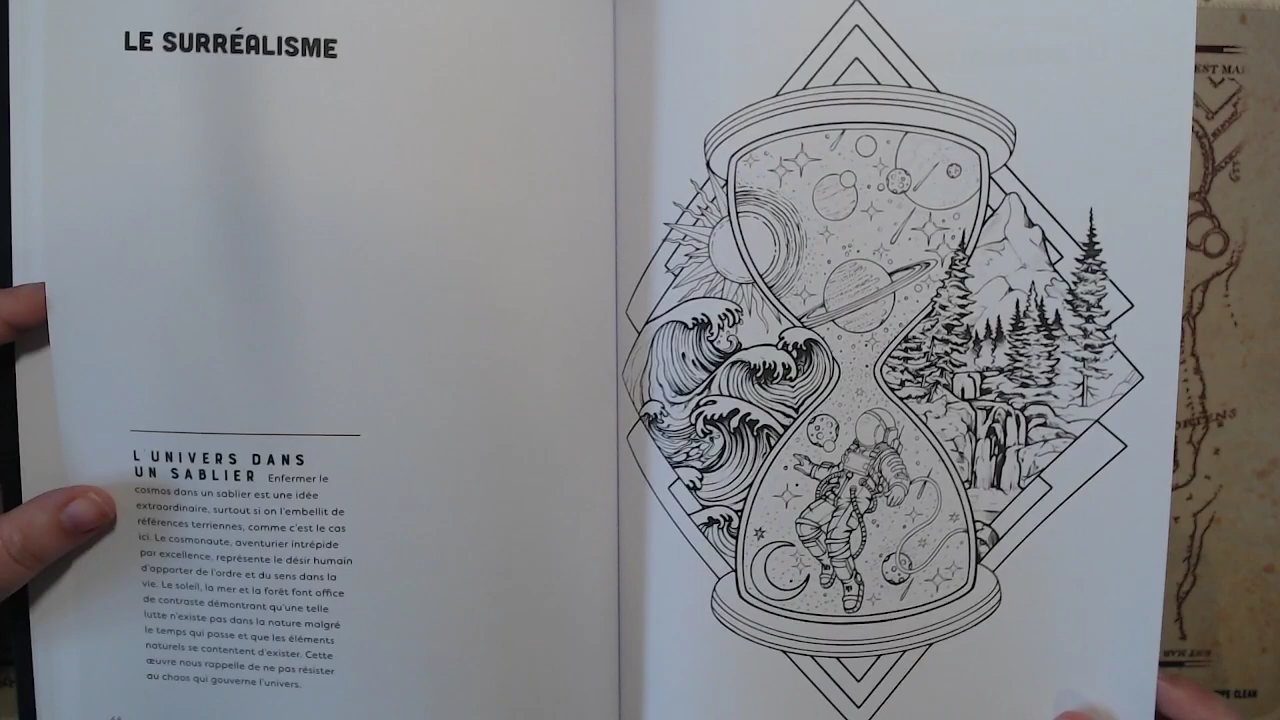 LE SURRÉALISME
L'UNIVERS DANS
UN SABLIER Enfermer le
cosmos dans un sablier est une idée
extraordinaire, surtout si on l'embellit de
références terriennes, comme c'est le cas
ici. Le cosmonaute, aventurier intrépide
par excellence, représente le désir humain
d'apporter de l'ordre et du sens dans la
vie. Le soleil, la mer et la forêt font office
de contraste démontrant qu'une telle
lutte n'existe pas dans la nature malgré
le temps qui passe et que les éléments
naturels se contentent d'exister. Cette
œuvre nous rappelle de ne pas résister
au chaos qui gouverne l'univers.